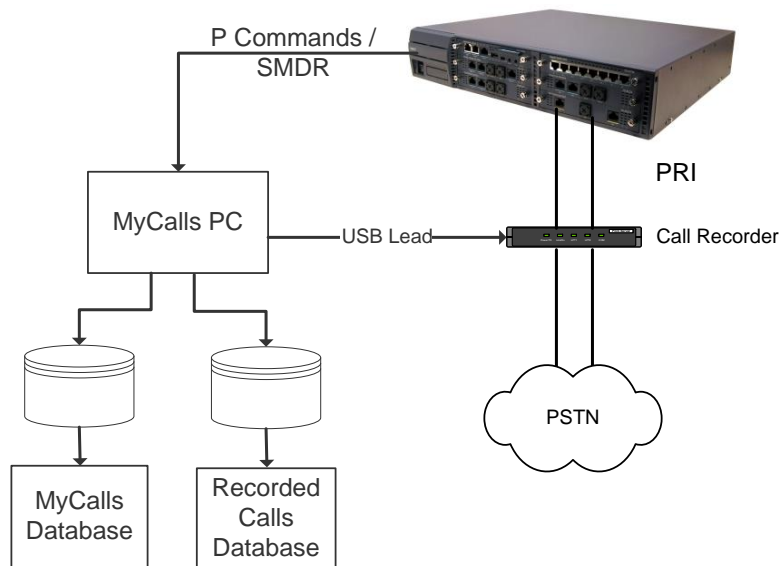 P Commands /
SMDR
PRI
MyCalls PC
USB Lead
Call Recorder
PSTN
MyCalls
Database
Recorded
Calls
Database